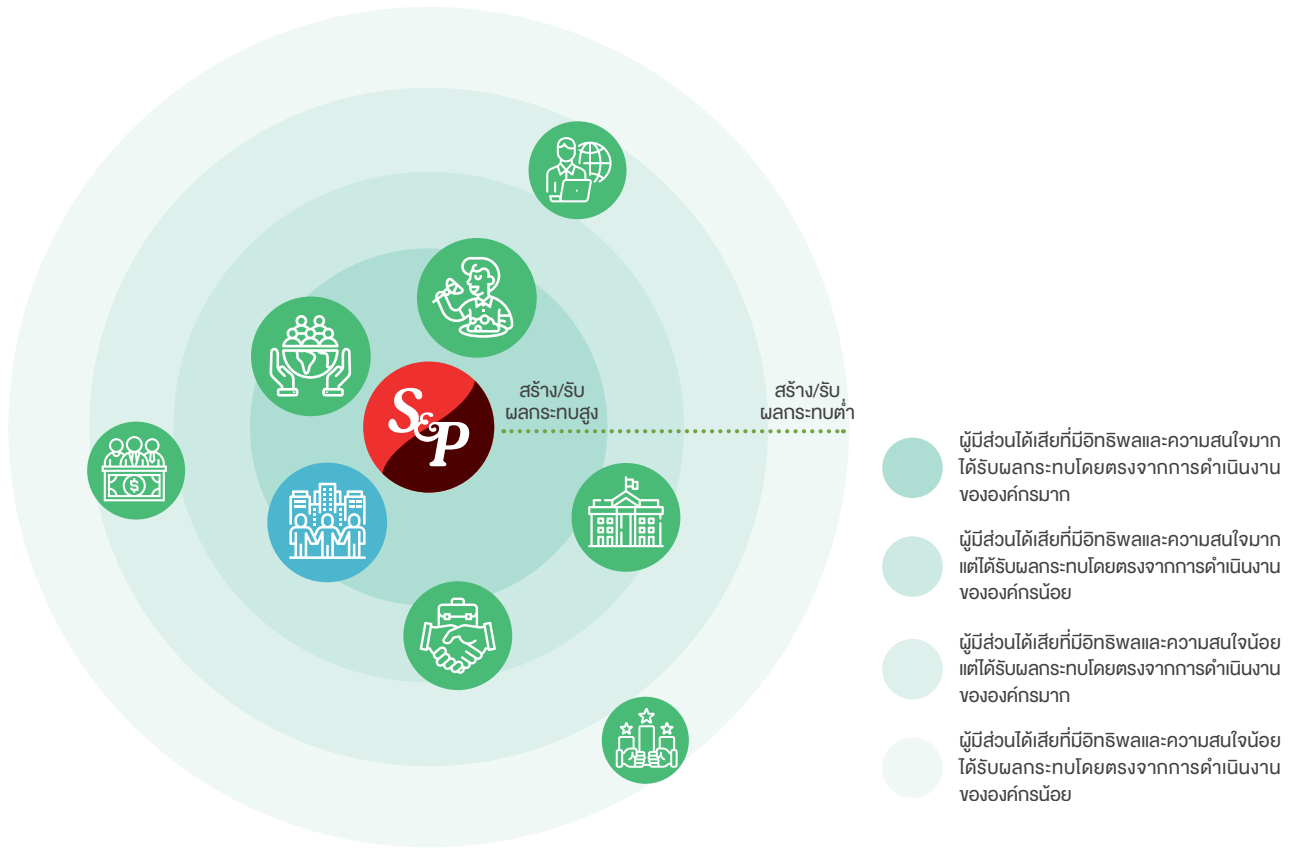 S&P
สร้าง/รับ
ผลกระทบสูง
สร้าง/รับ
ผลกระทบต่ำ
$
ผู้มีส่วนได้เสียที่มีอิทธิพลและความสนใจมาก
ได้รับผลกระทบโดยตรงจากการดำเนินงาน
ขององค์กรมาก
ผู้มีส่วนได้เสียที่มีอิทธิพลและความสนใจมาก
แต่ได้รับผลกระทบโดยตรงจากการดำเนินงาน
ขององค์กรน้อย
ผู้มีส่วนได้เสียที่มีอิทธิพลและความสนใจน้อย
แต่ได้รับผลกระทบโดยตรงจากการดำเนินงาน
ขององค์กรมาก
ผู้มีส่วนได้เสียที่มีอิทธิพลและความสนใจน้อย
ได้รับผลกระทบโดยตรงจากการดำเนินงาน
ขององค์กรน้อย